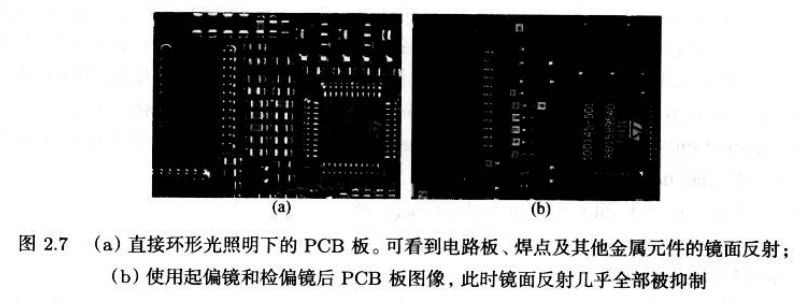 100145-501
(a)
(b)
图 2.7 (a) 直接环形光照明下的 PCB 板。可看到电路板、焊点及其他金属元件的镜面反射；
(b) 使用起偏镜和检偏镜后 PCB 板图像，此时镜面反射几乎全部被抑制